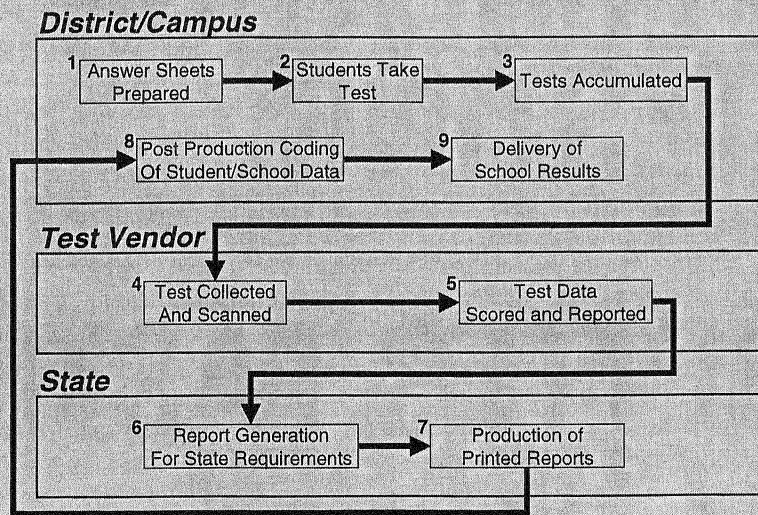 District/Campus
1 Answer Sheets
Prepared
2 Students Take
Test
3 Tests Accumulated
8 Post Production Coding
Of Student/School Data
9 Delivery of
School Results
Test Vendor
4 Test Collected
And Scanned
5 Test Data
Scored and Reported
State
6 Report Generation
For State Requirements
7 Production of
Printed Reports